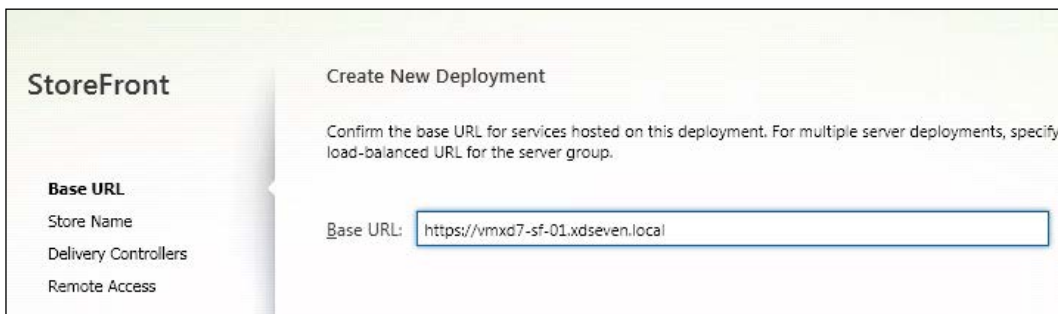 StoreFront
Base URL
Store Name
Delivery Controllers
Remote Access
Create New Deployment
Confirm the base URL for services hosted on this deployment. For multiple server deployments, specify
load-balanced URL for the server group.
Base URL: https://vmxd7-sf-01.xdseven.local